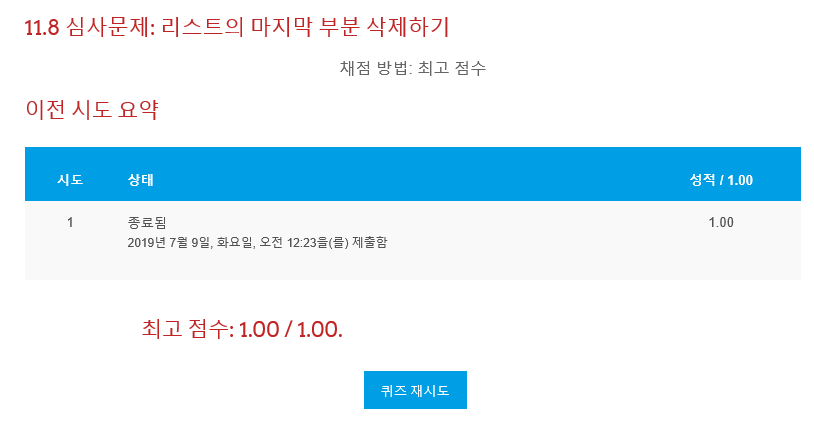 11.8 심사문제: 리스트의 마지막 부분 삭제하기
채점 방법: 최고 점수
이전 시도 요약
시도 상태 성적 / 1.00
1 종료됨 1.00
2019년 7월 9일, 화요일, 오전 12:23을(를) 제출함
최고 점수: 1.00 / 1.00.
퀴즈 재시도